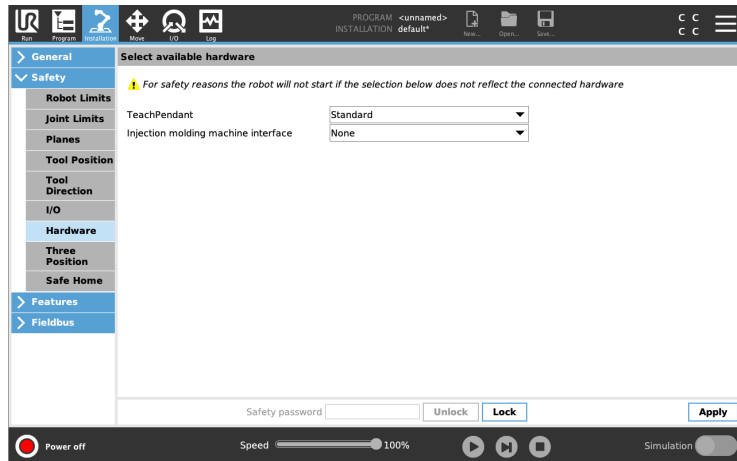 UR
Run
Program
Installation
Move
I/O
Log
PROGRAM <unnamed>
INSTALLATION default*
New...
Open...
Save...
C C
C C
General
Safety
Robot Limits
Joint Limits
Planes
Tool Position
Tool
Direction
I/O
Hardware
Three
Position
Safe Home
Features
Fieldbus
Select available hardware
For safety reasons the robot will not start if the selection below does not reflect the connected hardware
TeachPendant Standard
Injection molding machine interface None
Safety password Unlock Lock Apply
Power off Speed 100% Simulation